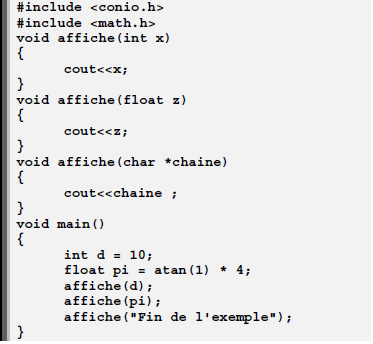 #include <conio.h>
#include <math.h>
void affiche(int x)
{
      cout<<x;
}
void affiche(float z)
{
      cout<<z;
}
void affiche(char *chaine)
{
      cout<<chaine ;
}
void main()
{
      int d = 10;
      float pi = atan(1) * 4;
      affiche(d);
      affiche(pi);
      affiche("Fin de l'exemple");
}